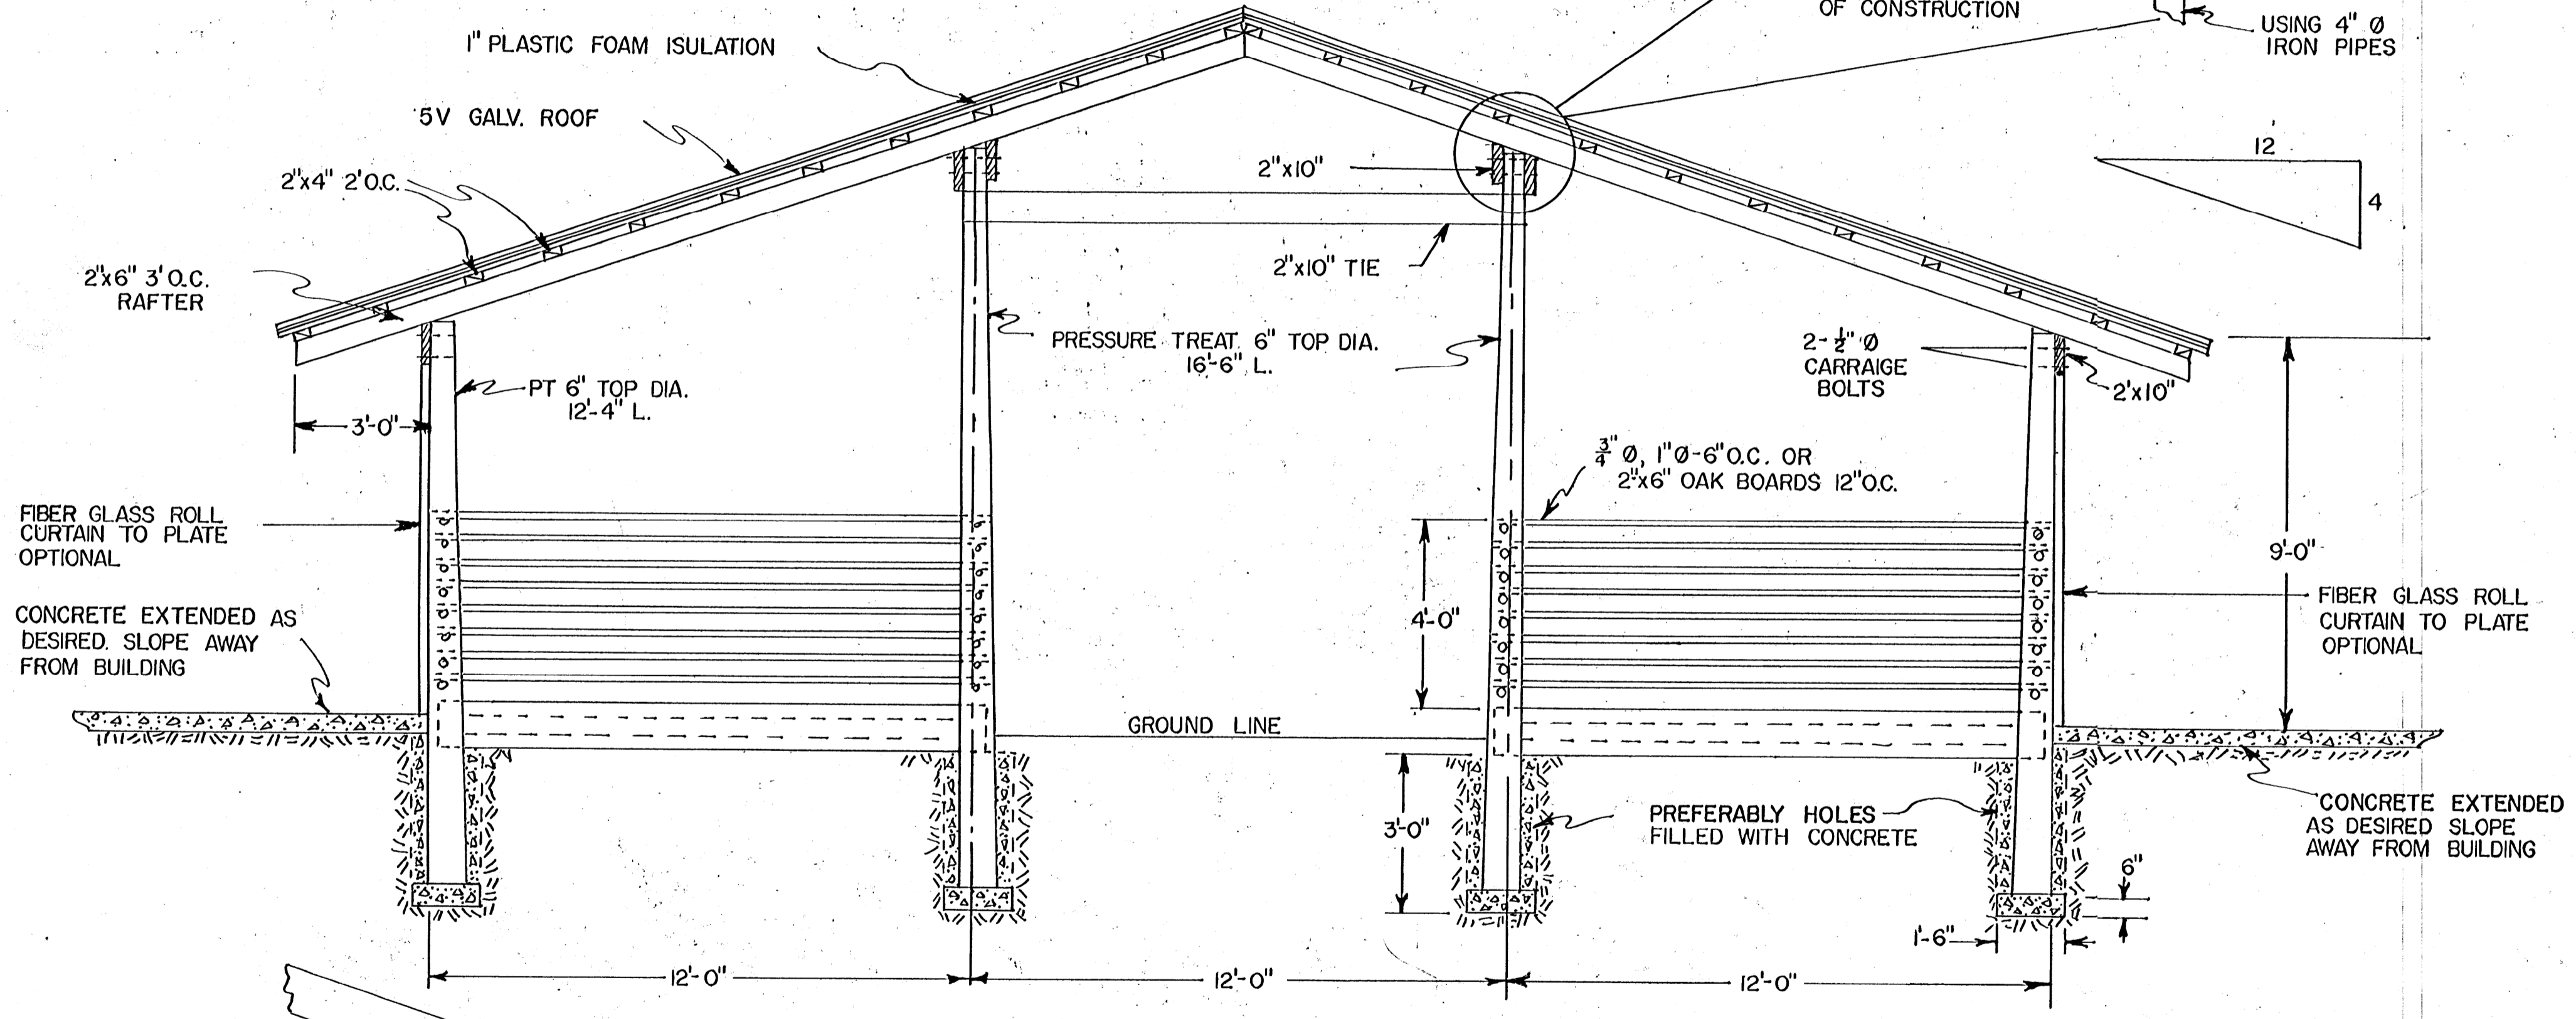 OF CONSTRUCTION
USING 4" Ø
IRON PIPES
1" PLASTIC FOAM ISULATION
5V GALV. ROOF
2"x4" 2' O.C.
2"x6" 3' O.C.
RAFTER
12
4
2"x10"
2"x10" TIE
PRESSURE TREAT. 6" TOP DIA.
16'-6" L.
2-½" Ø
CARRAIGE
BOLTS
2'x10"
PT 6" TOP DIA.
12'-4" L.
3'-0"
¾" Ø, 1"Ø-6"O.C. OR
2"x6" OAK BOARDS 12"O.C.
FIBER GLASS ROLL
CURTAIN TO PLATE
OPTIONAL
9'-0"
FIBER GLASS ROLL
CURTAIN TO PLATE
OPTIONAL
CONCRETE EXTENDED AS
DESIRED. SLOPE AWAY
FROM BUILDING
4'-0"
GROUND LINE
3'-0"
PREFERABLY HOLES
FILLED WITH CONCRETE
CONCRETE EXTENDED
AS DESIRED SLOPE
AWAY FROM BUILDING
6"
1'-6"
12'-0"
12'-0"
12'-0"